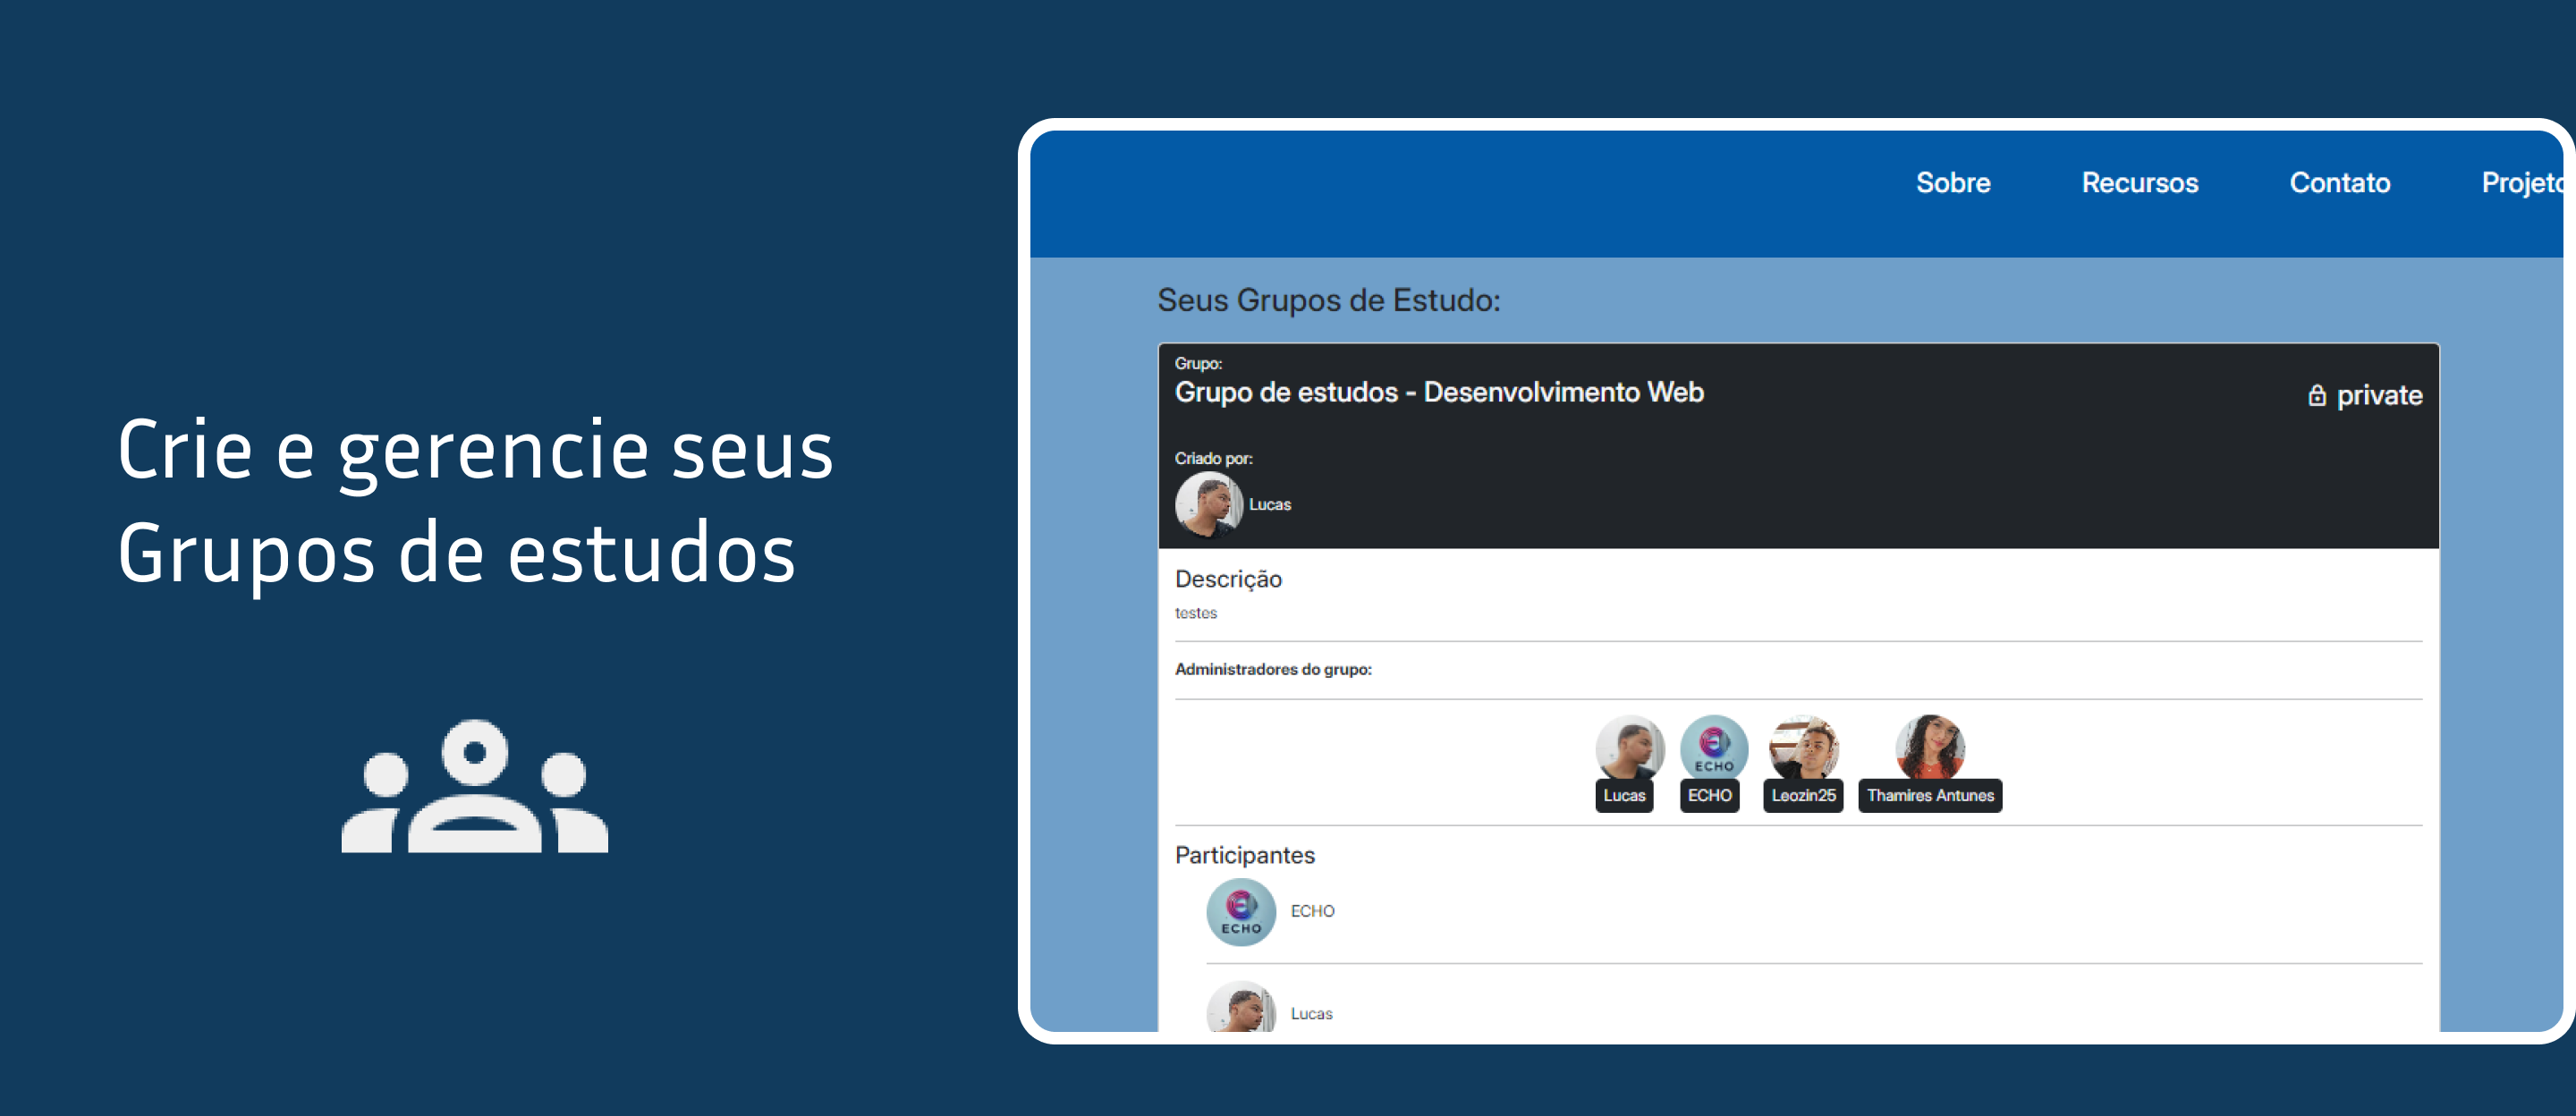 Crie e gerencie seus
Grupos de estudos
Sobre Recursos Contato Projeto
Seus Grupos de Estudo:
Grupo:
Grupo de estudos - Desenvolvimento Web
private
Criado por:
Lucas
Descrição
testes
Administradores do grupo:
ECHO
Lucas ECHO Leozin25 Thamires Antunes
Participantes
ECHO
ECHO
Lucas